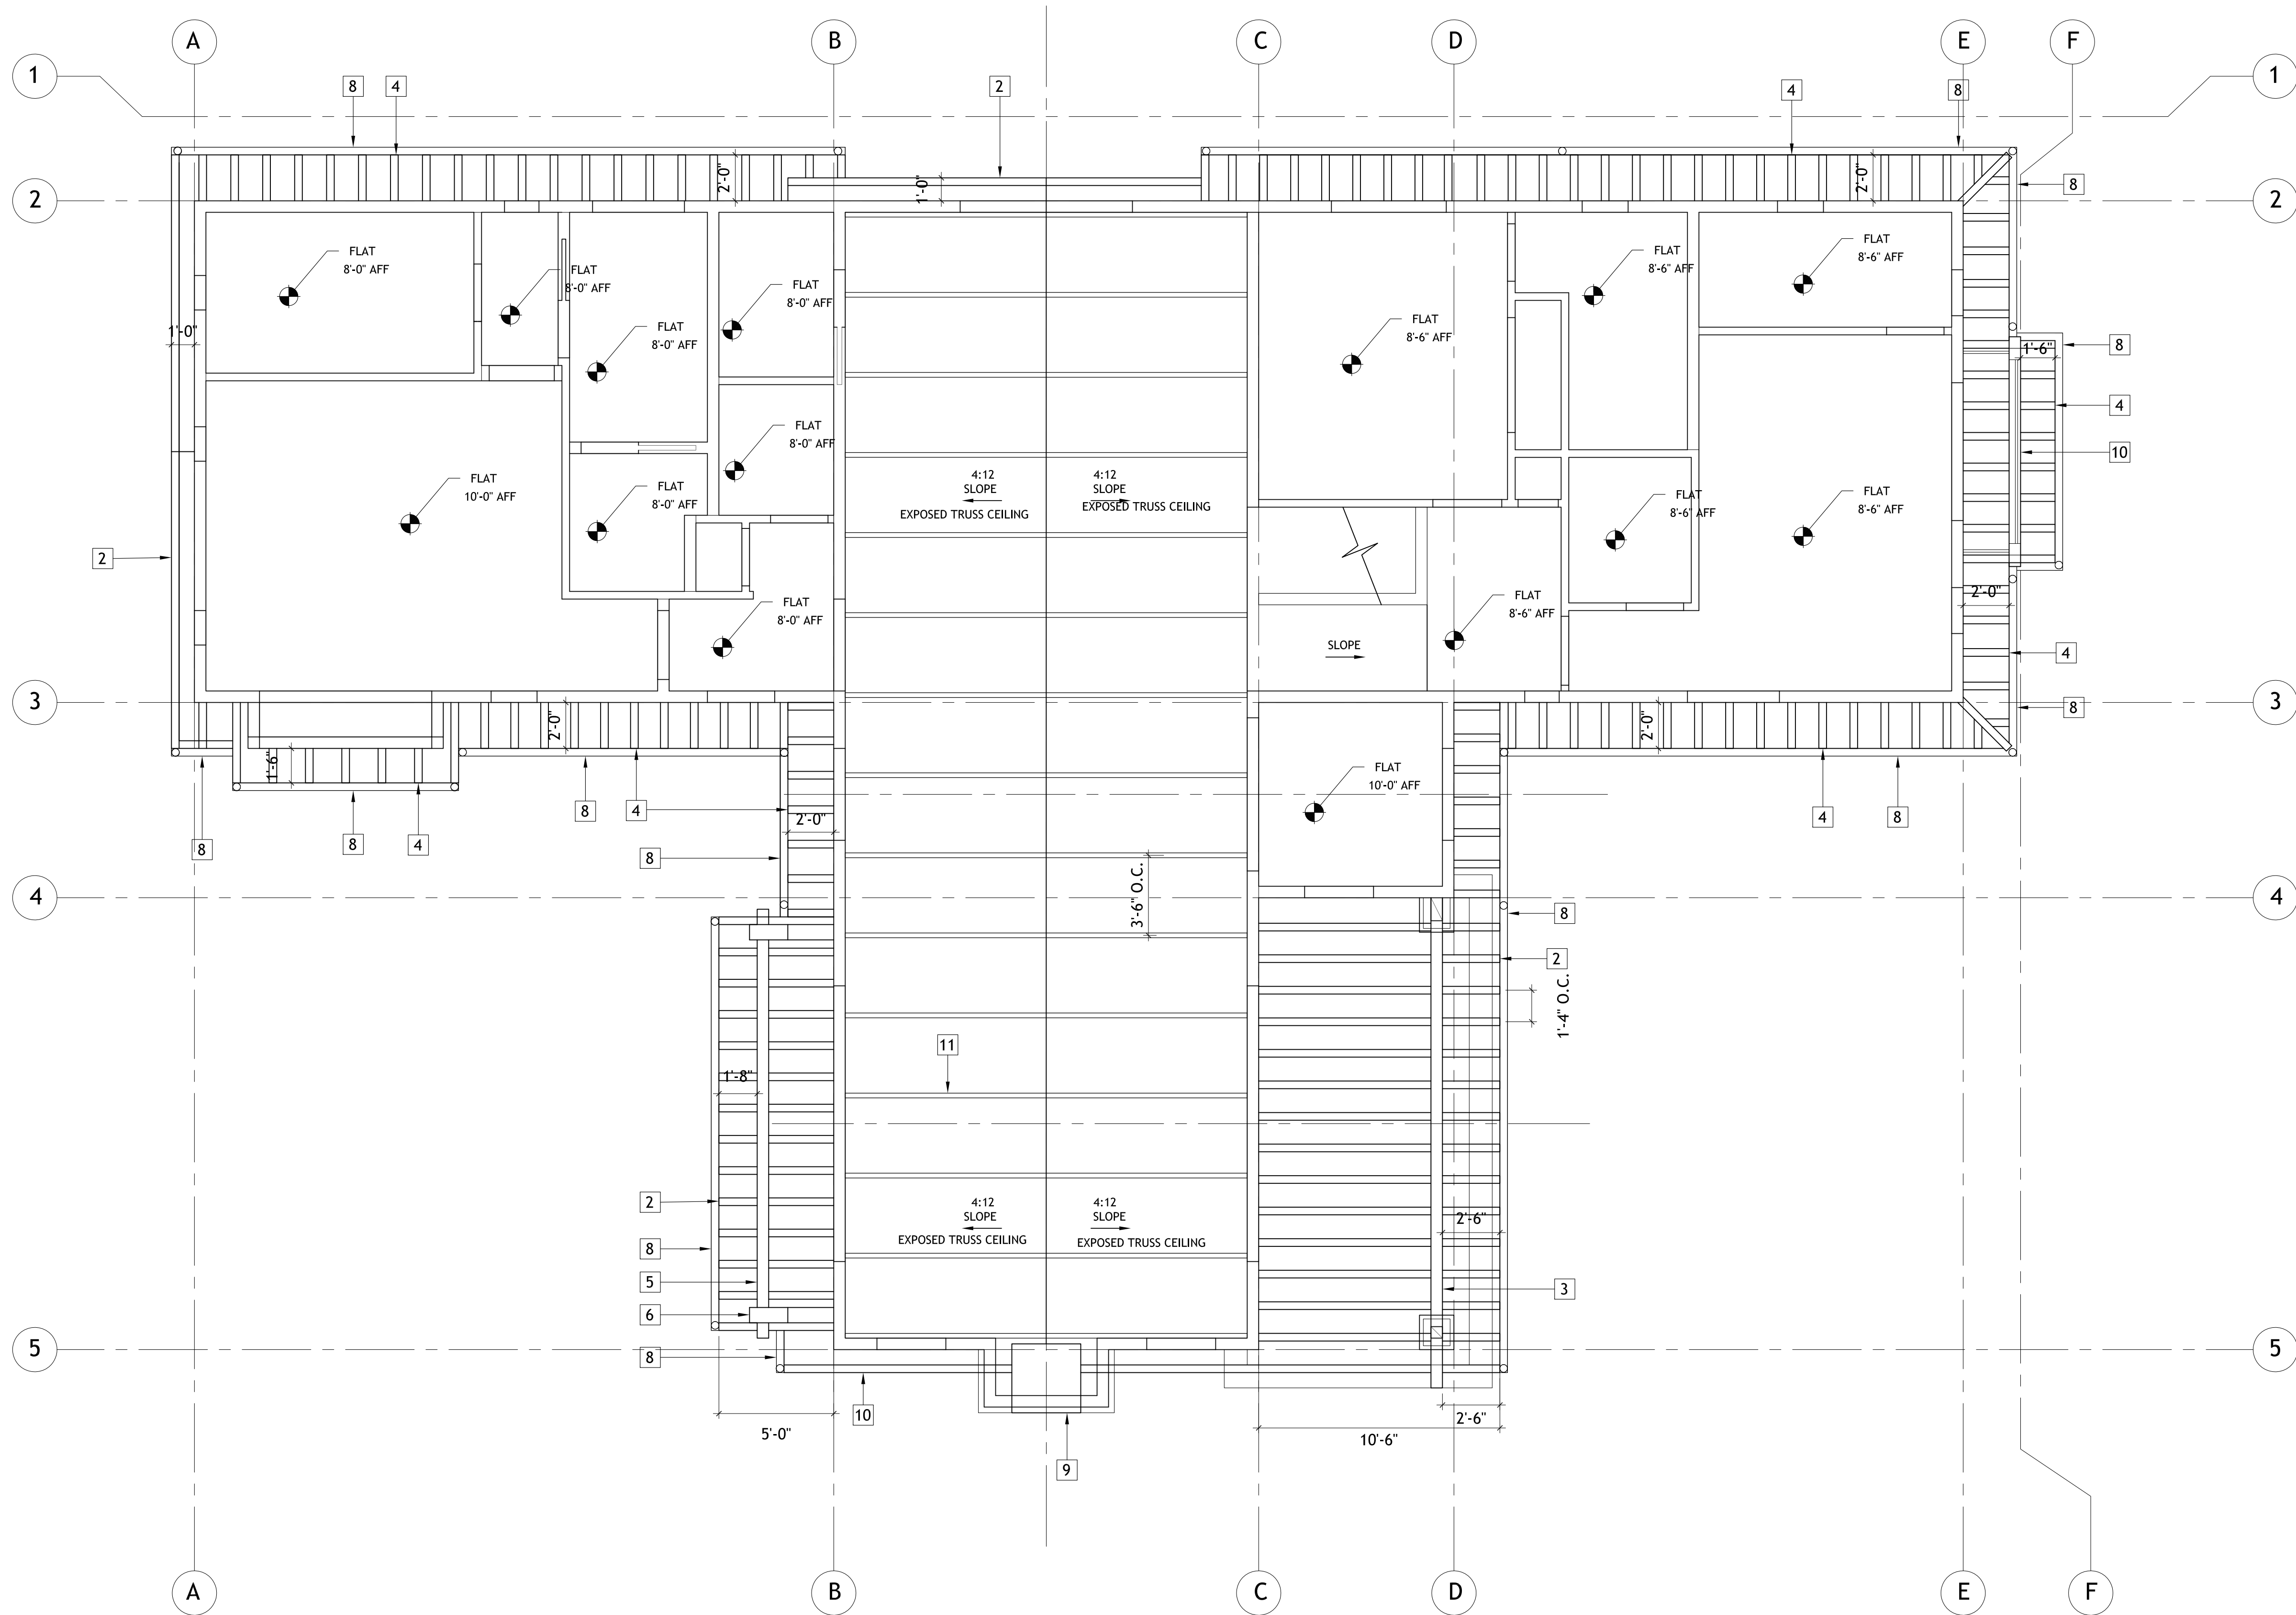 A
B
C
D
E
F
1
1
8
4
2
4
8
2'-0"
1'-0"
2'-0"
8
2
2
FLAT
8'-0" AFF
FLAT
8'-0" AFF
FLAT
8'-0" AFF
FLAT
8'-0" AFF
FLAT
8'-6" AFF
FLAT
8'-6" AFF
FLAT
8'-6" AFF
1'-0"
1'-6"
8
4
10
FLAT
8'-0" AFF
FLAT
10'-0" AFF
FLAT
8'-0" AFF
4:12
SLOPE
EXPOSED TRUSS CEILING
4:12
SLOPE
EXPOSED TRUSS CEILING
FLAT
8'-6" AFF
FLAT
8'-6" AFF
2
FLAT
8'-0" AFF
FLAT
8'-6" AFF
2'-0"
SLOPE
4
3
8
3
2'-0"
2'-0"
1'-6"
FLAT
10'-0" AFF
8
8
8
4
4
2'-0"
4
8
8
3'-6" O.C.
4
8
4
2
1'-4" O.C.
11
1'-8"
2
4:12
SLOPE
EXPOSED TRUSS CEILING
4:12
SLOPE
EXPOSED TRUSS CEILING
2'-6"
8
5
3
6
5
8
5
10
2'-6"
5'-0"
10'-6"
9
A
B
C
D
E
F